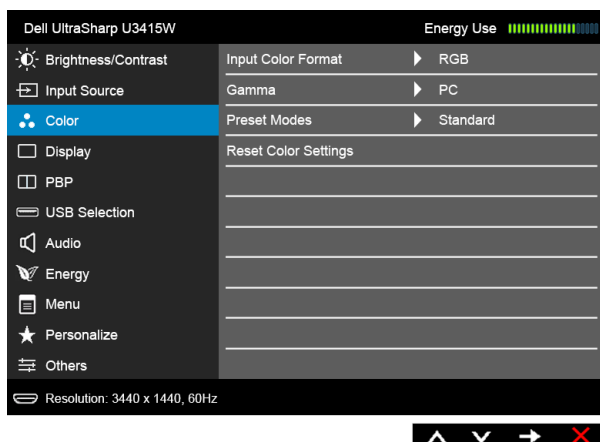 Dell UltraSharp U3415W Energy Use
Brightness/Contrast
Input Source
Color
Display
PBP
USB Selection
Audio
Energy
Menu
Personalize
Others
Input Color Format RGB
Gamma PC
Preset Modes Standard
Reset Color Settings
Resolution: 3440 x 1440, 60Hz